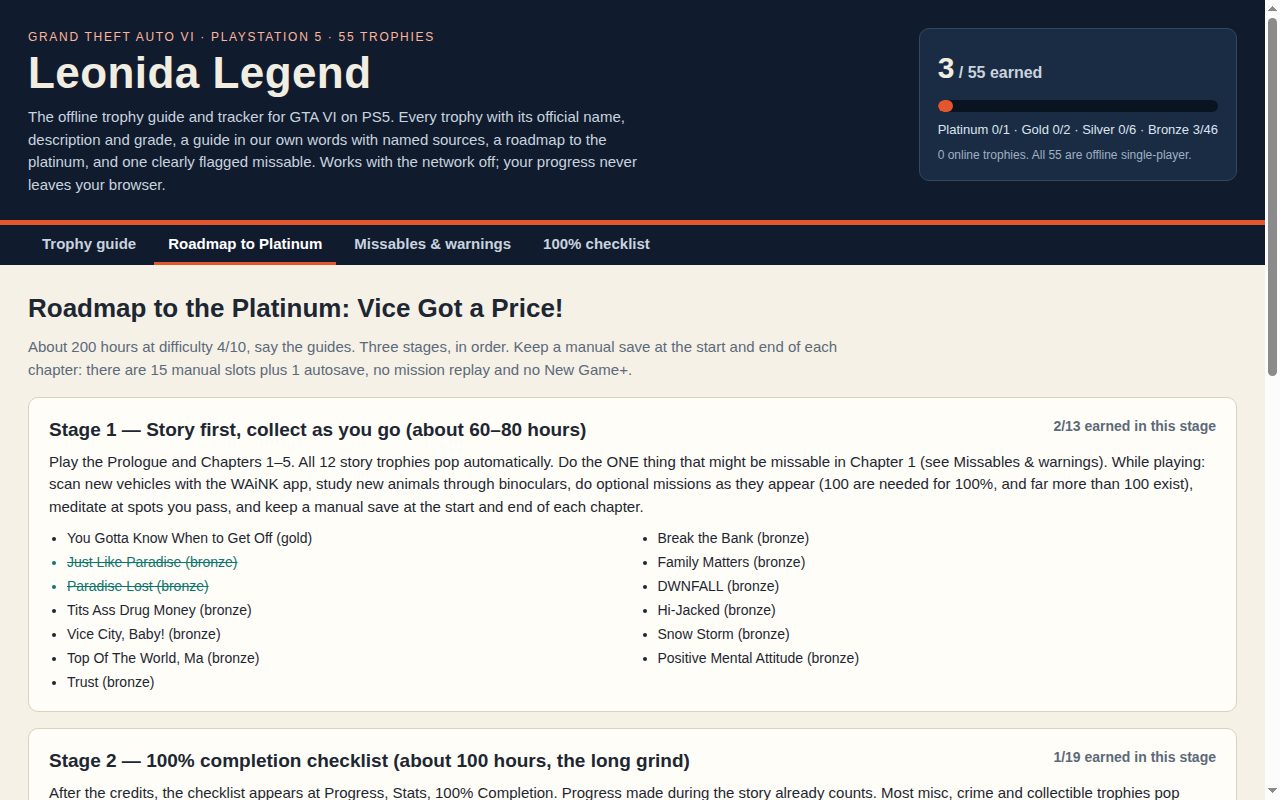 GRAND THEFT AUTO VI · PLAYSTATION 5 · 55 TROPHIES
Leonida Legend
The offline trophy guide and tracker for GTA VI on PS5. Every trophy with its official name,
description and grade, a guide in our own words with named sources, a roadmap to the
platinum, and one clearly flagged missable. Works with the network off; your progress never
leaves your browser.
3 / 55 earned
Platinum 0/1 · Gold 0/2 · Silver 0/6 · Bronze 3/46
0 online trophies. All 55 are offline single-player.
Trophy guide
Roadmap to Platinum
Missables & warnings
100% checklist
Roadmap to the Platinum: Vice Got a Price!
About 200 hours at difficulty 4/10, say the guides. Three stages, in order. Keep a manual save at the start and end of each
chapter: there are 15 manual slots plus 1 autosave, no mission replay and no New Game+.
Stage 1 — Story first, collect as you go (about 60–80 hours)
2/13 earned in this stage
Play the Prologue and Chapters 1–5. All 12 story trophies pop automatically. Do the ONE thing that might be missable in Chapter 1 (see Missables & warnings). While playing:
scan new vehicles with the WAiNK app, study new animals through binoculars, do optional missions as they appear (100 are needed for 100%, and far more than 100 exist),
meditate at spots you pass, and keep a manual save at the start and end of each chapter.
You Gotta Know When to Get Off (gold)
Just Like Paradise (bronze)
Paradise Lost (bronze)
Tits Ass Drug Money (bronze)
Vice City, Baby! (bronze)
Top Of The World, Ma (bronze)
Trust (bronze)
Break the Bank (bronze)
Family Matters (bronze)
DWNFALL (bronze)
Hi-Jacked (bronze)
Snow Storm (bronze)
Positive Mental Attitude (bronze)
Stage 2 — 100% completion checklist (about 100 hours, the long grind)
1/19 earned in this stage
After the credits, the checklist appears at Progress, Stats, 100% Completion. Progress made during the story already counts. Most misc, crime and collectible trophies pop